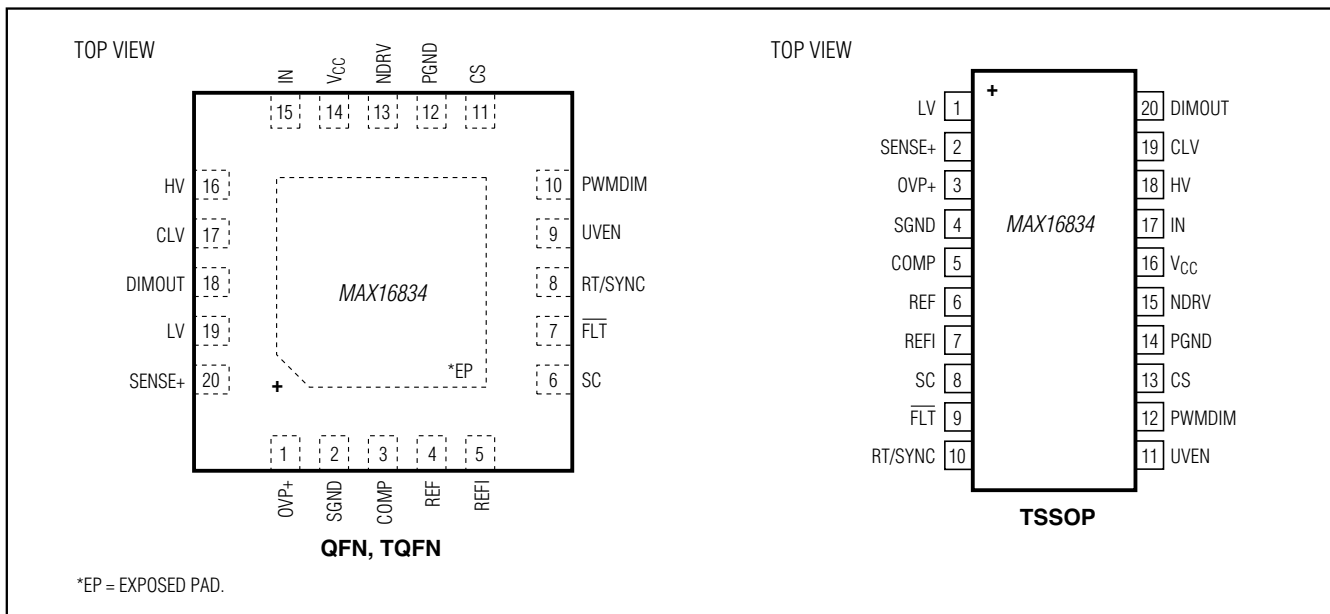 TOP VIEW
IN
VCC
NDRV
PGND
CS
15
14
13
12
11
HV 16
CLV 17
DIMOUT 18
LV 19
SENSE+ 20
10 PWMDIM
9 UVEN
8 RT/SYNC
7 FLT
6 SC
MAX16834
*EP
+
1
2
3
4
5
OVP+
SGND
COMP
REF
REFI
QFN, TQFN
*EP = EXPOSED PAD.
TOP VIEW
+
LV 1
SENSE+ 2
OVP+ 3
SGND 4
COMP 5
REF 6
REFI 7
SC 8
FLT 9
RT/SYNC 10
MAX16834
20 DIMOUT
19 CLV
18 HV
17 IN
16 VCC
15 NDRV
14 PGND
13 CS
12 PWMDIM
11 UVEN
TSSOP